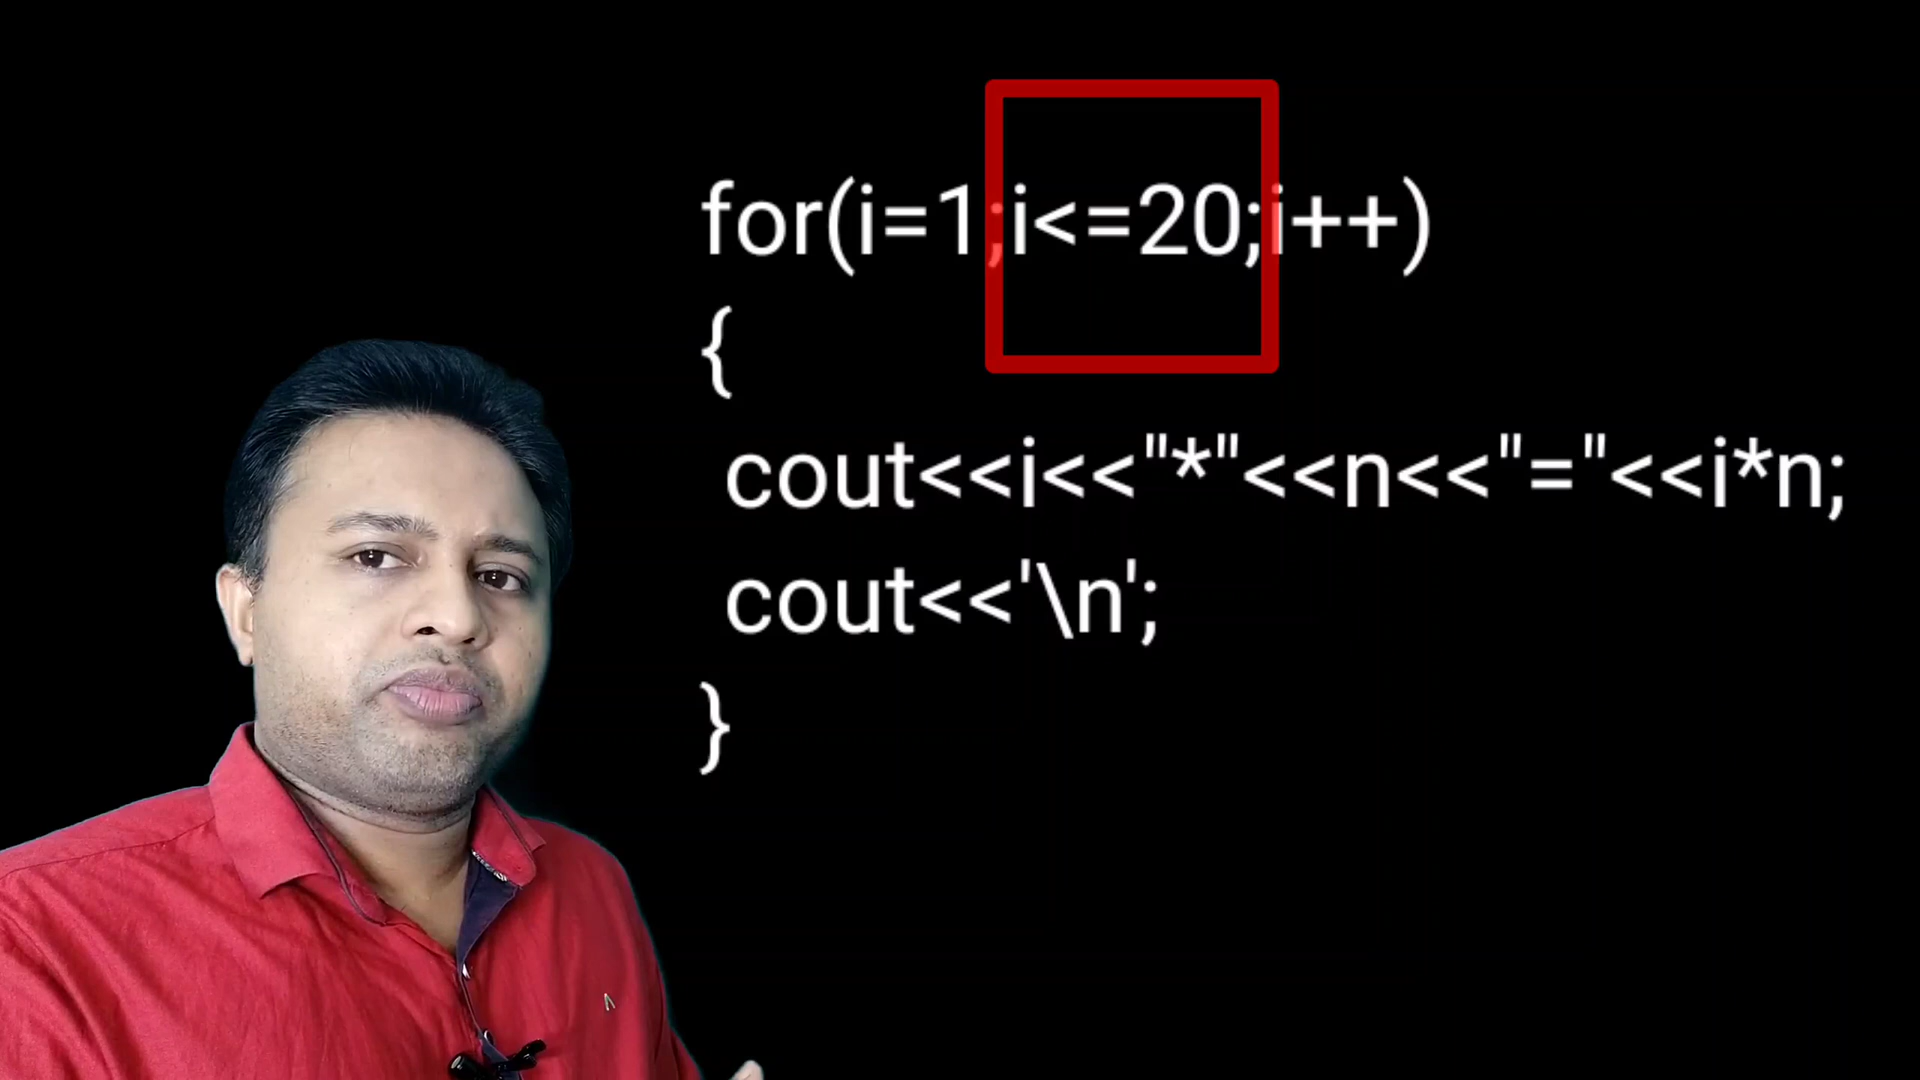 for(i=1;i<=20;i++)
{
cout<<i<<"*"<<n<<"="<<i*n;
cout<<'\n';
}